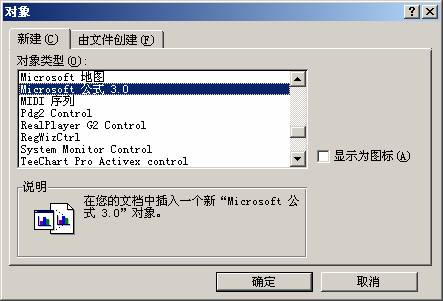 对象
新建(C)
由文件创建(F)
对象类型(O):
Microsoft 地图
Microsoft 公式 3.0
MIDI 序列
Pdg2 Control
RealPlayer G2 Control
RegWizCtrl
System Monitor Control
TeeChart Pro Activex control
显示为图标(A)
说明
在您的文档中插入一个新“Microsoft 公
式 3.0”对象。
确定
取消